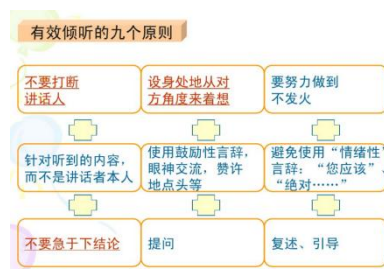 有效倾听的九个原则
不要打断
讲话人
设身处地从对
方角度来着想
要努力做到
不发火
针对听到的内容，
而不是讲话者本人
使用鼓励性言辞，
眼神交流，赞许
地点头等
避免使用“情绪性”
言辞：“您应该”、
“绝对……”
不要急于下结论
提问
复述、引导